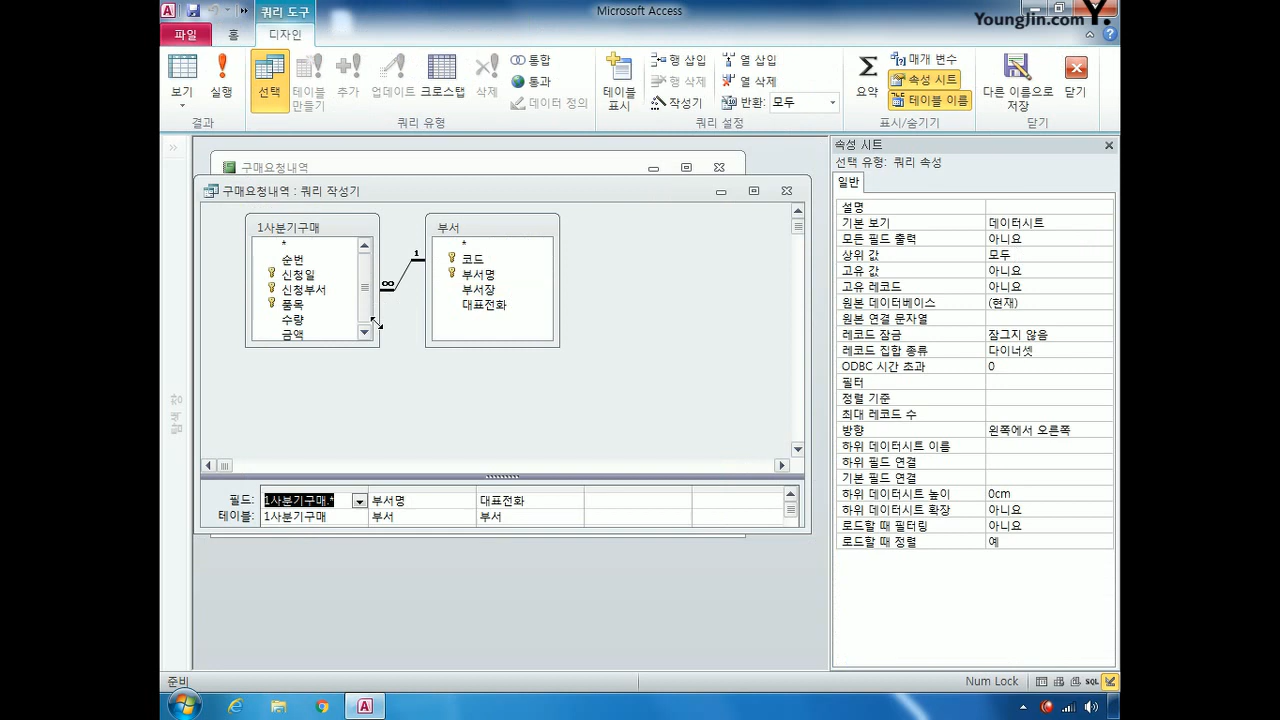 쿼리 도구
Microsoft Access
YoungJin.com Y.
파일
홈
디자인
보기
실행
결과
선택
테이블 만들기
추가
업데이트
크로스탭
삭제
통합
통과
데이터 정의
쿼리 유형
테이블 표시
행 삽입
행 삭제
작성기
열 삽입
열 삭제
반환: 모두
쿼리 설정
요약
매개 변수
속성 시트
테이블 이름
표시/숨기기
다른 이름으로 저장
닫기
닫기
구매요청내역
구매요청내역 : 쿼리 작성기
1사분기구매
*
순번
신청일
신청부서
품목
수량
금액
∞
1
부서
*
코드
부서명
부서장
대표전화
필드: 1사분기구매.* 부서명 대표전화
테이블: 1사분기구매 부서 부서
탐색 창
속성 시트
선택 유형: 쿼리 속성
일반
설명
기본 보기 데이터시트
모든 필드 출력 아니요
상위 값 모두
고유 값 아니요
고유 레코드 아니요
원본 데이터베이스 (현재)
원본 연결 문자열
레코드 잠금 잠그지 않음
레코드 집합 종류 다이너셋
ODBC 시간 초과 0
필터
정렬 기준
최대 레코드 수
방향 왼쪽에서 오른쪽
하위 데이터시트 이름
하위 필드 연결
기본 필드 연결
하위 데이터시트 높이 0cm
하위 데이터시트 확장 아니요
로드할 때 필터링 아니요
로드할 때 정렬 예
준비
Num Lock
SQL